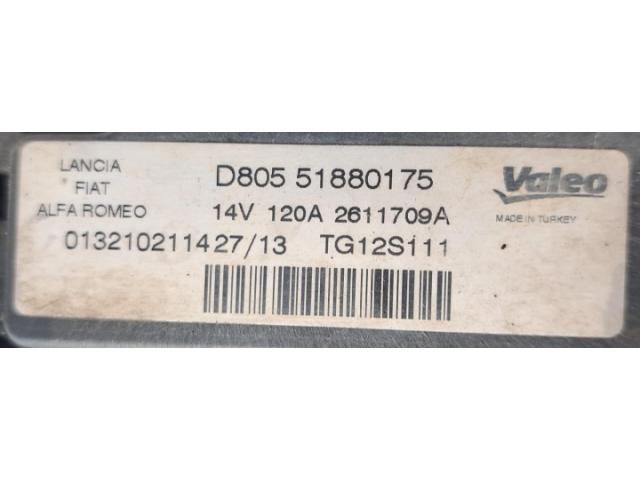 LANCIA
FIAT
ALFA ROMEO
D805 51880175
14V 120A 2611709A
013210211427/13 TG12S111
Valeo
MADE IN TURKEY